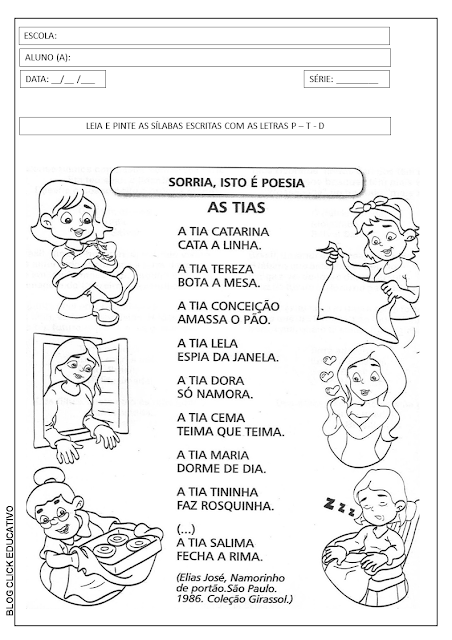 ESCOLA:
ALUNO (A):
DATA: __/__ /___
SÉRIE: _________
LEIA E PINTE AS SÍLABAS ESCRITAS COM AS LETRAS P – T - D
SORRIA, ISTO É POESIA
AS TIAS
A TIA CATARINA
CATA A LINHA.
A TIA TEREZA
BOTA A MESA.
A TIA CONCEIÇÃO
AMASSA O PÃO.
A TIA LELA
ESPIA DA JANELA.
A TIA DORA
SÓ NAMORA.
A TIA CEMA
TEIMA QUE TEIMA.
A TIA MARIA
DORME DE DIA.
A TIA TININHA
FAZ ROSQUINHA.
(...)
A TIA SALIMA
FECHA A RIMA.
(Elias José, Namorinho
de portão.São Paulo.
1986. Coleção Girassol.)
Z Z Z
BLOG CLICK EDUCATIVO